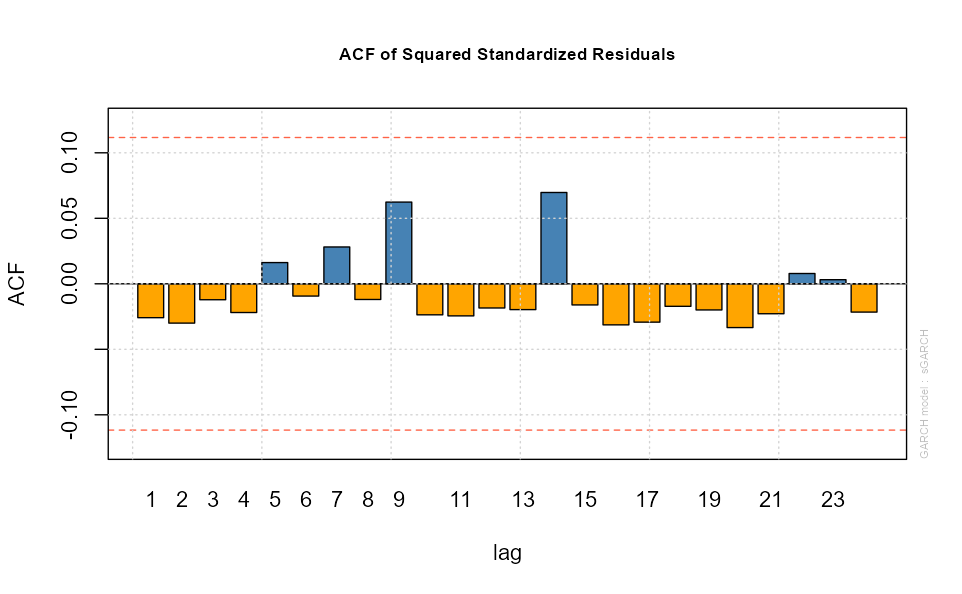 ACF of Squared Standardized Residuals
ACF
0.10
0.05
0.00
-0.10
1 2 3 4 5 6 7 8 9 11 13 15 17 19 21 23
lag
GARCH model : sGARCH